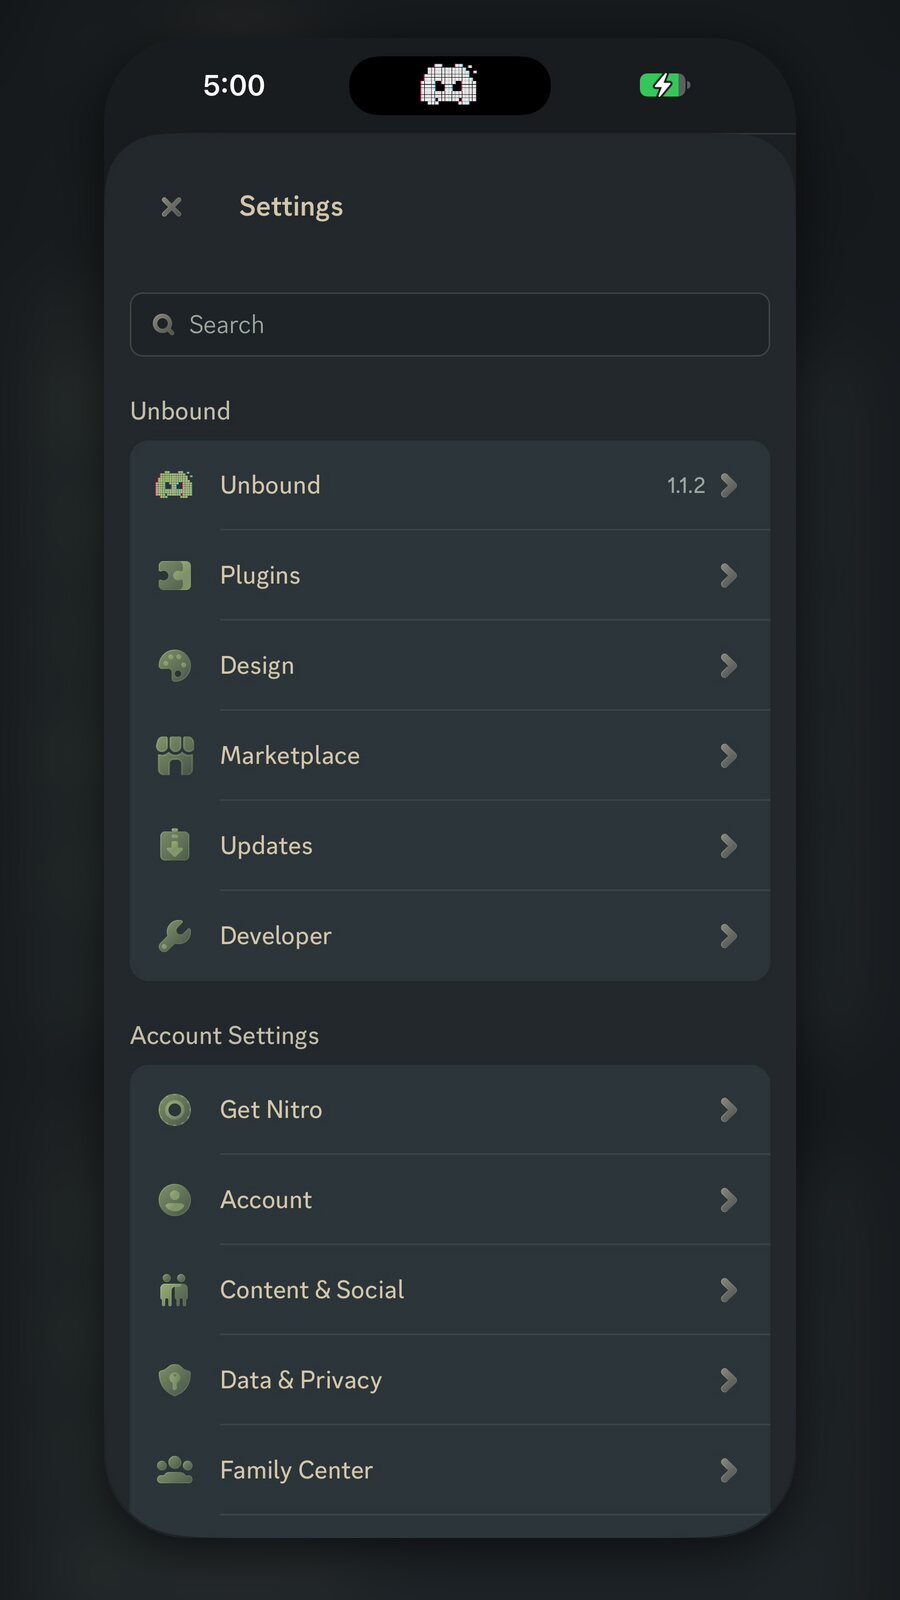 5:00
Settings
Search
Unbound
Unbound 1.1.2
Plugins
Design
Marketplace
Updates
Developer
Account Settings
Get Nitro
Account
Content & Social
Data & Privacy
Family Center